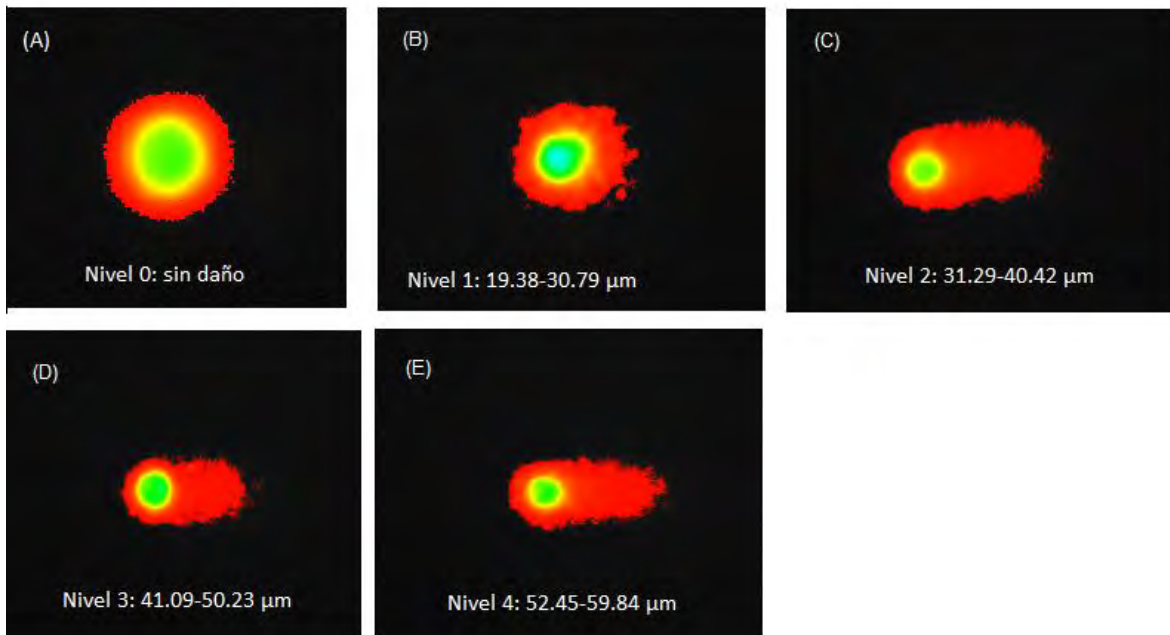 (A)
Nivel 0: sin daño
(B)
Nivel 1: 19.38-30.79 µm
(C)
Nivel 2: 31.29-40.42 µm
(D)
Nivel 3: 41.09-50.23 µm
(E)
Nivel 4: 52.45-59.84 µm